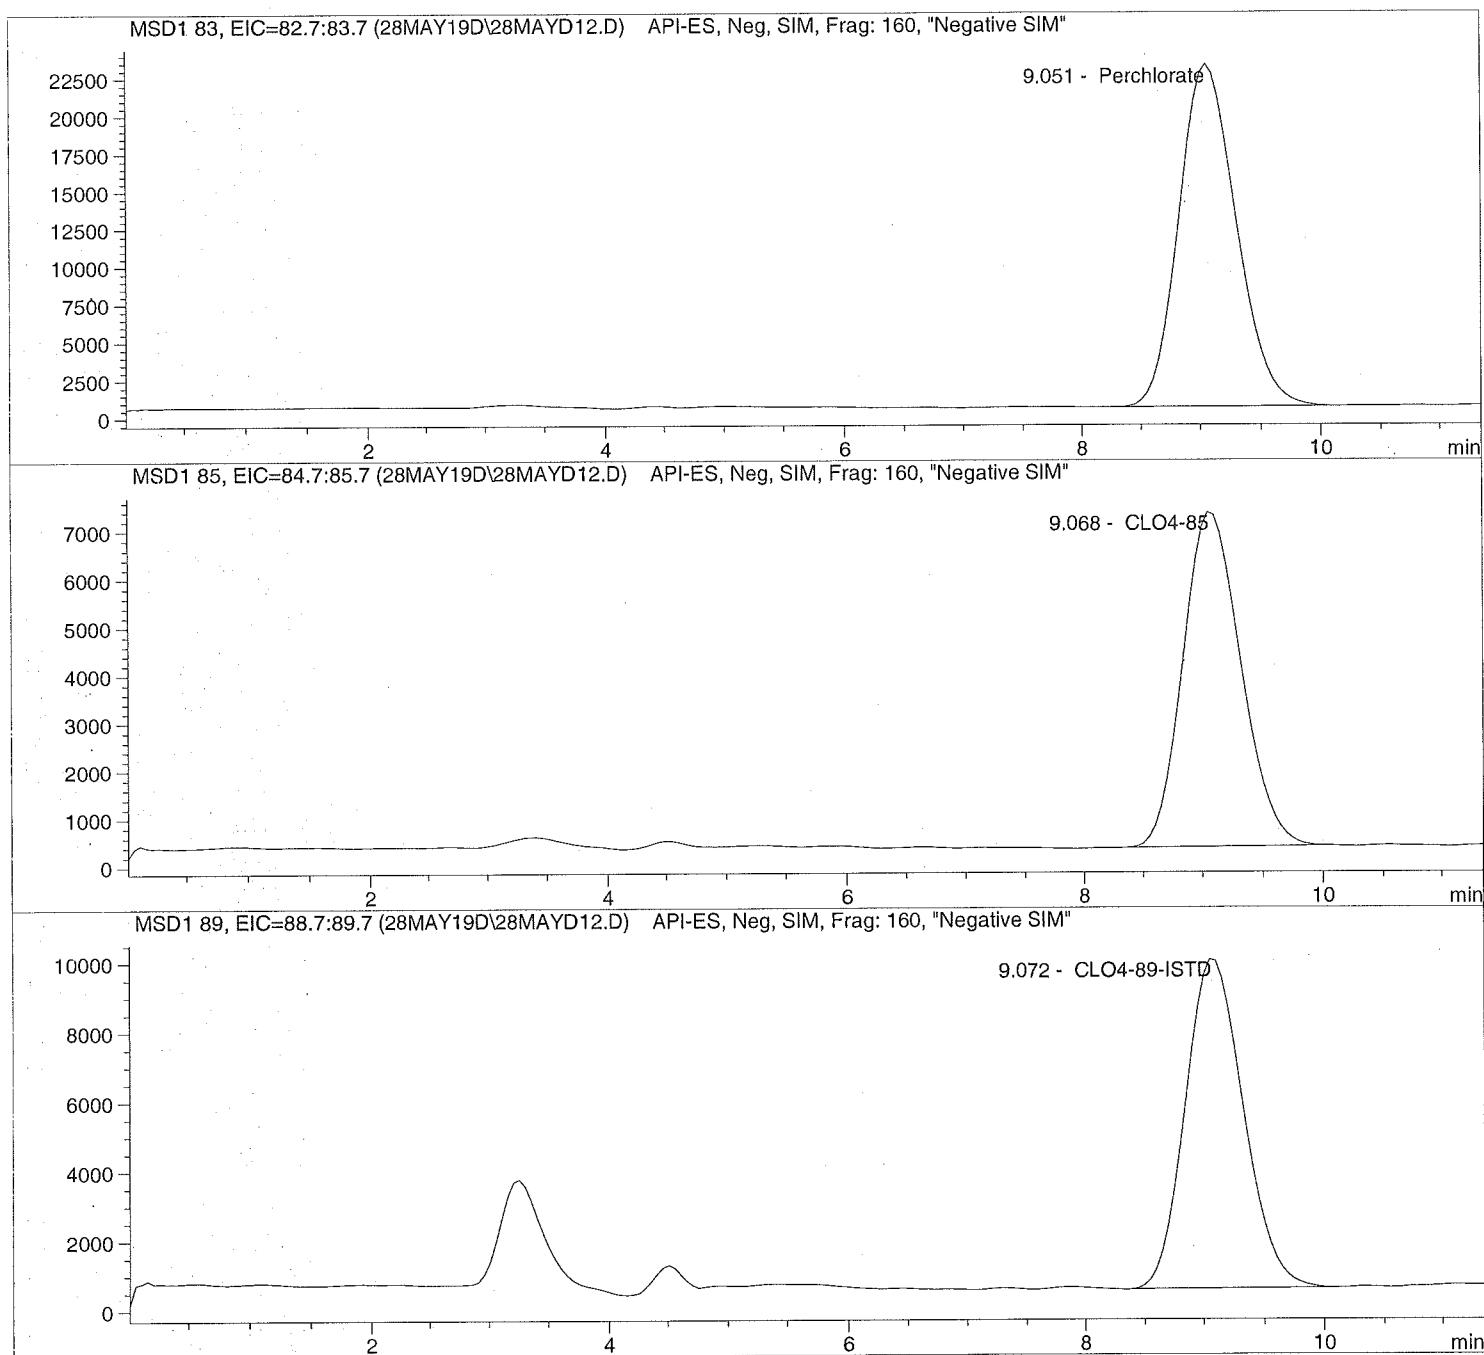 MSD1 83, EIC=82.7:83.7 (28MAY19D\28MAYD12.D) API-ES, Neg, SIM, Frag: 160, "Negative SIM"
9.051 - Perchlorate
22500
20000
17500
15000
12500
10000
7500
5000
2500
0
2 4 6 8 10 min
MSD1 85, EIC=84.7:85.7 (28MAY19D\28MAYD12.D) API-ES, Neg, SIM, Frag: 160, "Negative SIM"
9.068 - CLO4-85
7000
6000
5000
4000
3000
2000
1000
0
2 4 6 8 10 min
MSD1 89, EIC=88.7:89.7 (28MAY19D\28MAYD12.D) API-ES, Neg, SIM, Frag: 160, "Negative SIM"
9.072 - CLO4-89-ISTD
10000
8000
6000
4000
2000
0
2 4 6 8 10 min